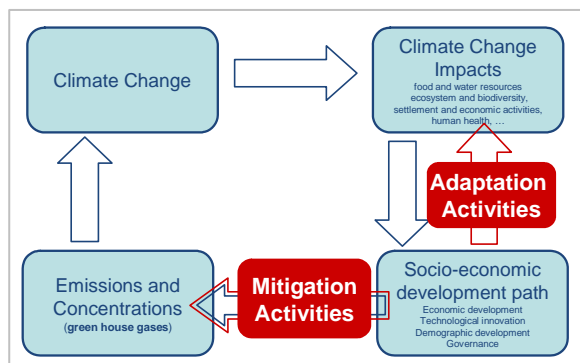 Climate Change
Climate Change
Impacts
food and water resources
ecosystem and biodiversity,
settlement and economic activities,
human health, …
Adaptation
Activities
Emissions and
Concentrations
(green house gases)
Mitigation
Activities
Socio-economic
development path
Economic development
Technological innovation
Demographic development
Governance